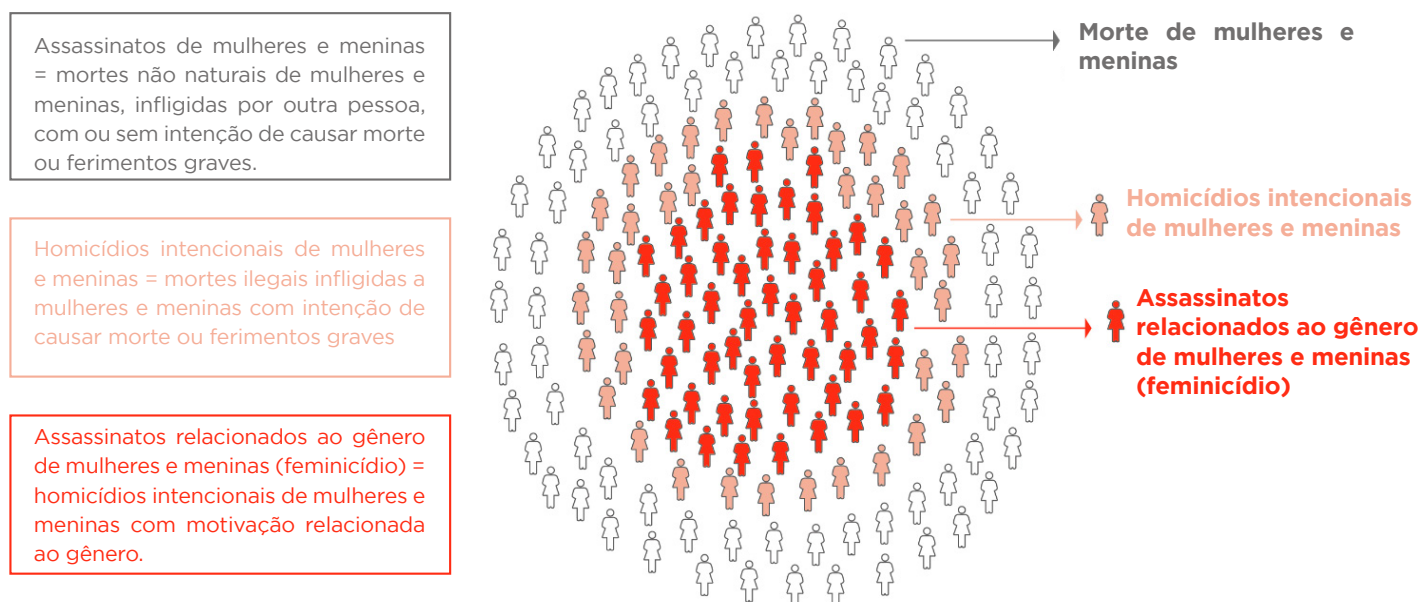 Assassinatos de mulheres e meninas
= mortes não naturais de mulheres e
meninas, infligidas por outra pessoa,
com ou sem intenção de causar morte
ou ferimentos graves.
Homicídios intencionais de mulheres
e meninas = mortes ilegais infligidas a
mulheres e meninas com intenção de
causar morte ou ferimentos graves
Assassinatos relacionados ao gênero
de mulheres e meninas (feminicídio) =
homicídios intencionais de mulheres e
meninas com motivação relacionada
ao gênero.
Morte de mulheres e
meninas
Homicídios intencionais
de mulheres e meninas
Assassinatos
relacionados ao gênero
de mulheres e meninas
(feminicídio)